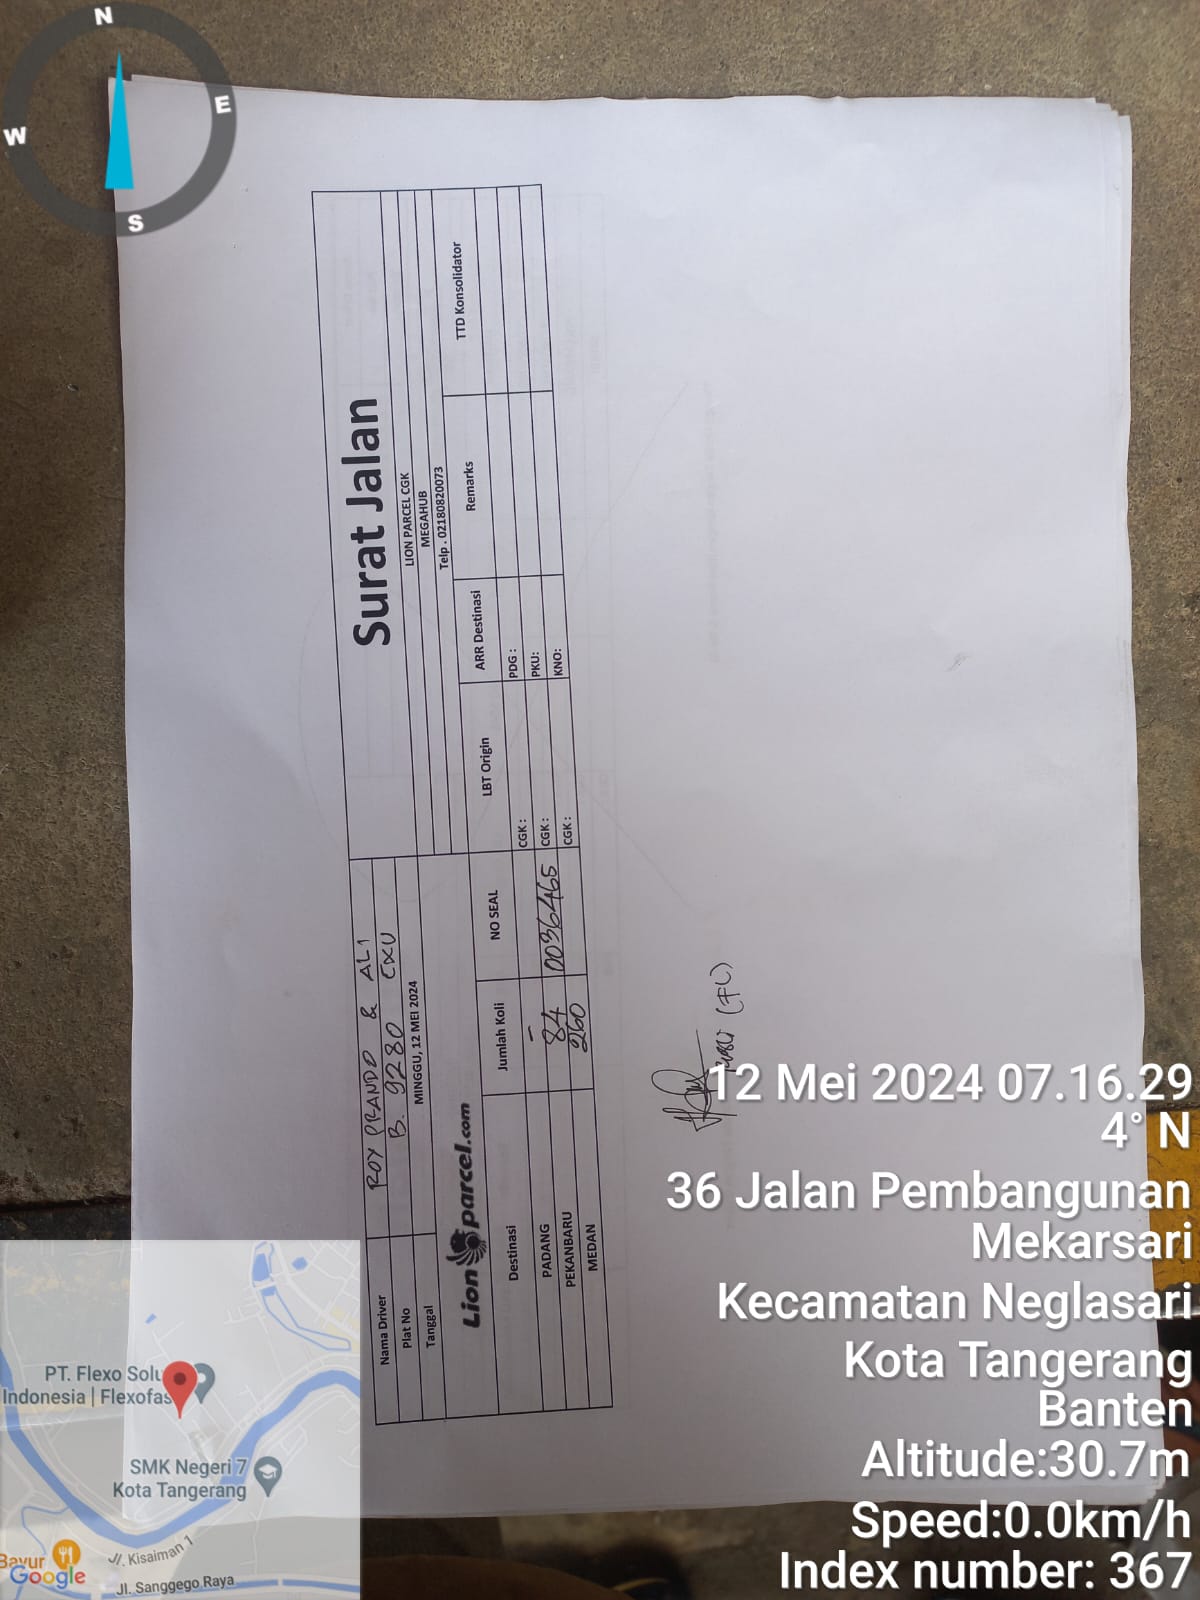 Surat Jalan
Nama Driver ROY PRANDO & ALI
Plat No B. 9280 CXU
Tanggal MINGGU, 12 MEI 2024
LION PARCEL CGK
MEGAHUB
Telp . 02180820073
Lion parcel.com
Destinasi Jumlah Koli NO SEAL LBT Origin ARR Destinasi Remarks TTD Konsolidator
PADANG - CGK : PDG :
PEKANBARU 84 0036465 CGK : PKU:
MEDAN 260 CGK : KNO:
(FL)
N
E
S
W
12 Mei 2024 07.16.29
4° N
36 Jalan Pembangunan
Mekarsari
Kecamatan Neglasari
Kota Tangerang
Banten
Altitude:30.7m
Speed:0.0km/h
Index number: 367
PT. Flexo Solu
Indonesia | Flexofas
SMK Negeri 7
Kota Tangerang
Bayur
Google
Jl. Kisaiman 1
Jl. Sanggego Raya